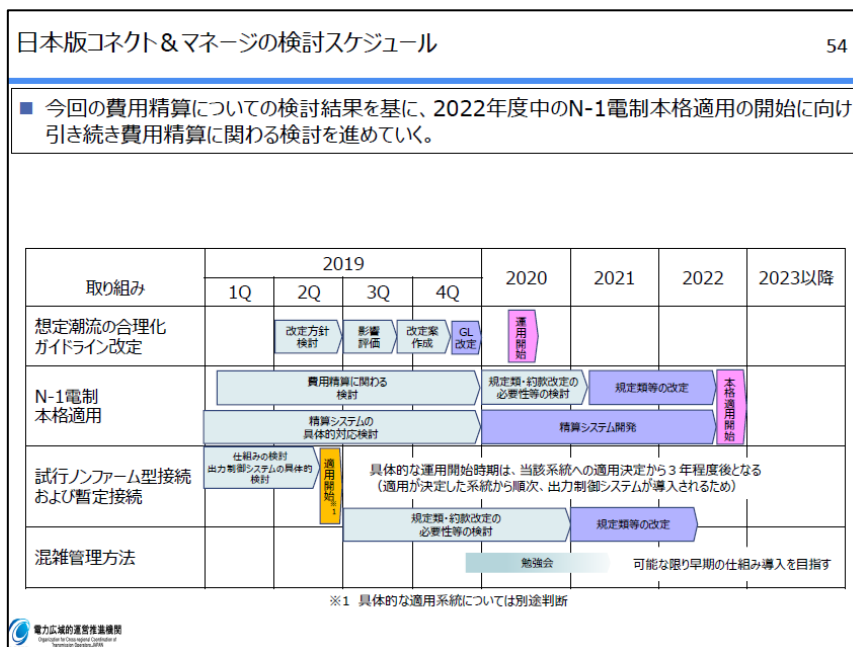 日本版コネクト＆マネージの検討スケジュール
54
■ 今回の費用精算についての検討結果を基に、2022年度中のN-1電制本格適用の開始に向け
引き続き費用精算に関わる検討を進めていく。
取り組み
2019
1Q
2Q
3Q
4Q
2020
2021
2022
2023以降
想定潮流の合理化
ガイドライン改定
改定方針
検討
影響
評価
改定案
作成
GL
改定
運用開始
N-1電制
本格適用
費用精算に関わる
検討
規定類・約款改定の
必要性等の検討
規定類等の改定
本格適用開始
精算システムの
具体的対応検討
精算システム開発
試行ノンファーム型接続
および暫定接続
仕組みの検討
出力制御システムの具体的
検討
適用開始※1
具体的な運用開始時期は、当該系統への適用決定から３年程度後となる
（適用が決定した系統から順次、出力制御システムが導入されるため）
規定類・約款改定の
必要性等の検討
規定類等の改定
混雑管理方法
勉強会
可能な限り早期の仕組み導入を目指す
※1 具体的な適用系統については別途判断
電力広域的運営推進機関
Organization for Cross-regional Coordination of
Transmission Operators, JAPAN